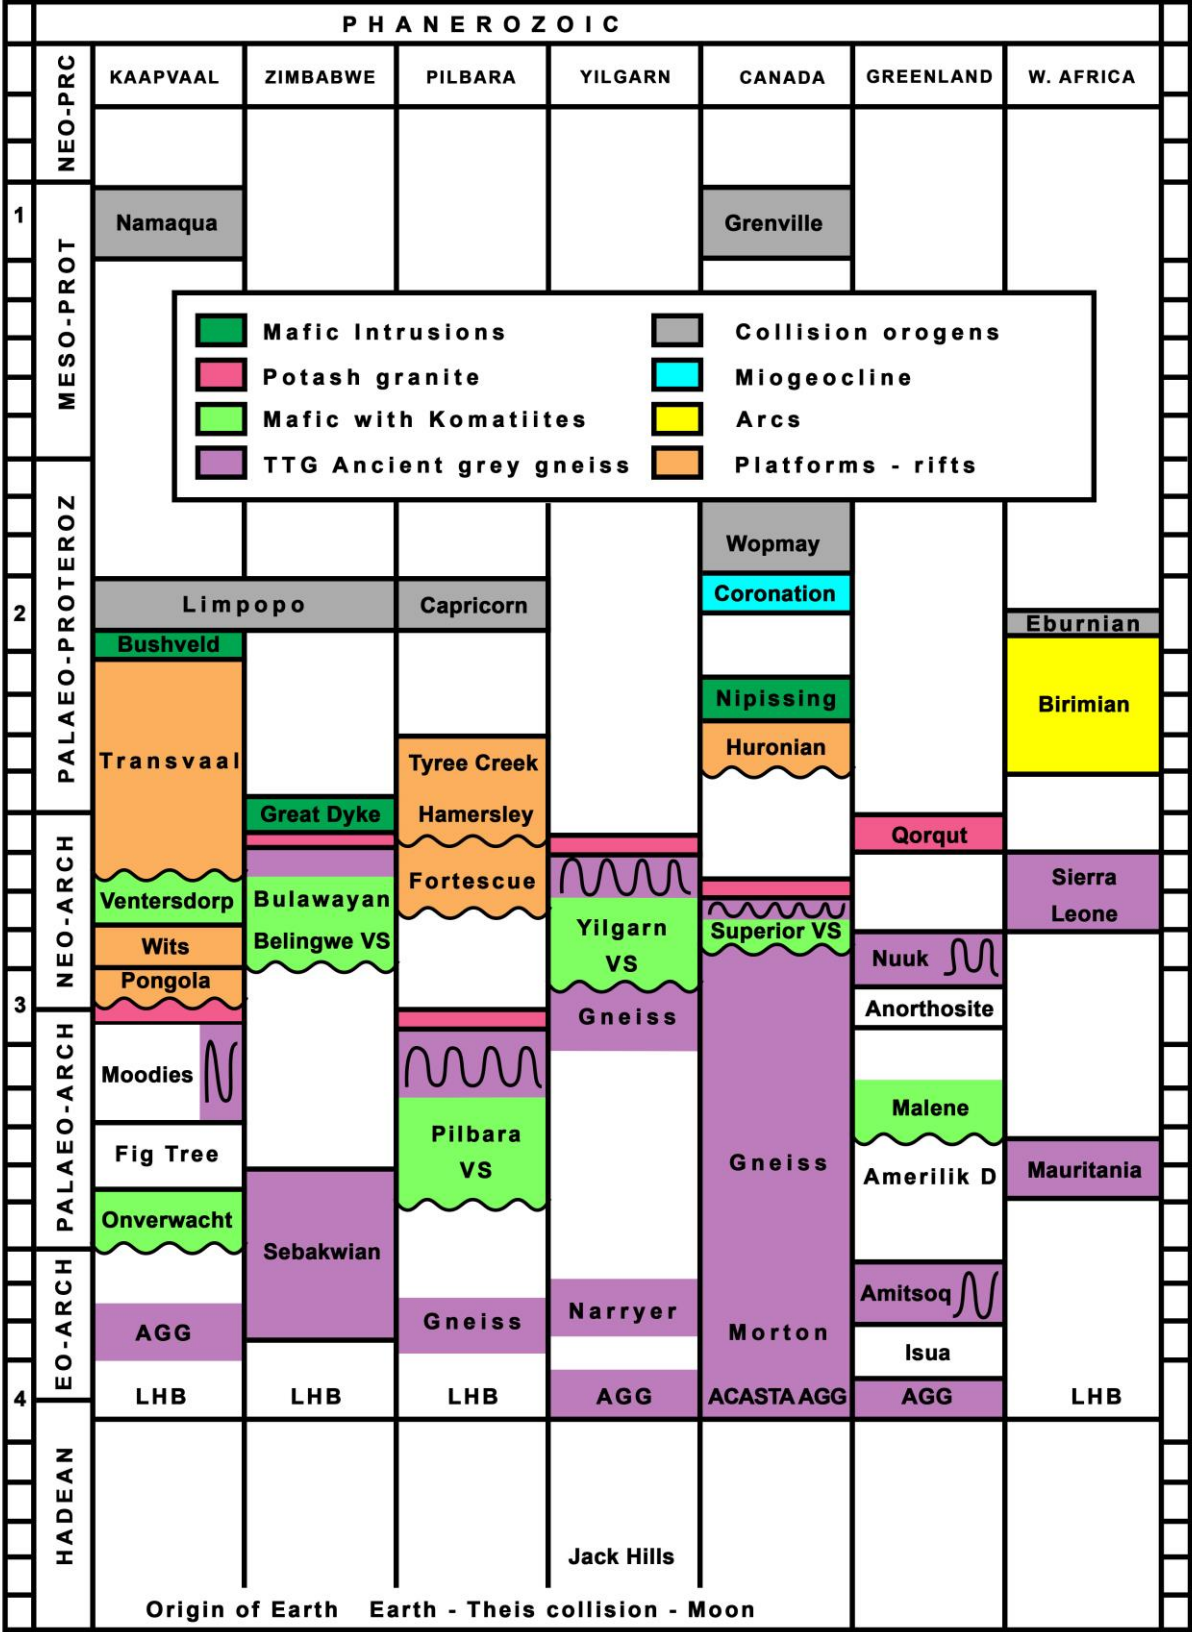 PHANEROZOIC
NEO-PRC
KAAPVAAL
ZIMBABWE
PILBARA
YILGARN
CANADA
GREENLAND
W. AFRICA
1
MESO-PROT
Namaqua
Grenville
Mafic Intrusions
Collision orogens
Potash granite
Miogeocline
Mafic with Komatiites
Arcs
TTG Ancient grey gneiss
Platforms - rifts
PALAEO-PROTEROZ
Wopmay
2
Limpopo
Capricorn
Coronation
Eburnian
Bushveld
Nipissing
Birimian
Transvaal
Tyree Creek
Huronian
Great Dyke
Hamersley
NEO-ARCH
Qorqut
Ventersdorp
Bulawayan
Fortescue
Sierra
Leone
Wits
Belingwe VS
Yilgarn
VS
Superior VS
Nuuk
Pongola
3
Gneiss
Anorthosite
PALAEO-ARCH
Moodies
Malene
Fig Tree
Pilbara
VS
Gneiss
Amerilik D
Mauritania
Onverwacht
Sebakwian
EO-ARCH
AGG
Gneiss
Narryer
Morton
Amitsoq
Isua
4
LHB
LHB
LHB
AGG
ACASTA AGG
AGG
LHB
HADEAN
Jack Hills
Origin of Earth Earth - Theis collision - Moon